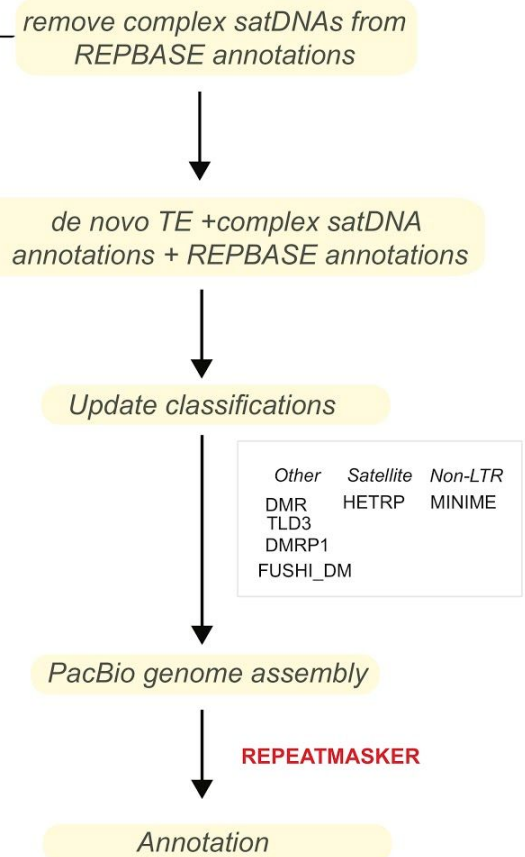 remove complex satDNAs from
REPBASE annotations
de novo TE +complex satDNA
annotations + REPBASE annotations
Update classifications
Other Satellite Non-LTR
DMR HETRP MINIME
TLD3
DMRP1
FUSHI_DM
PacBio genome assembly
REPEATMASKER
Annotation